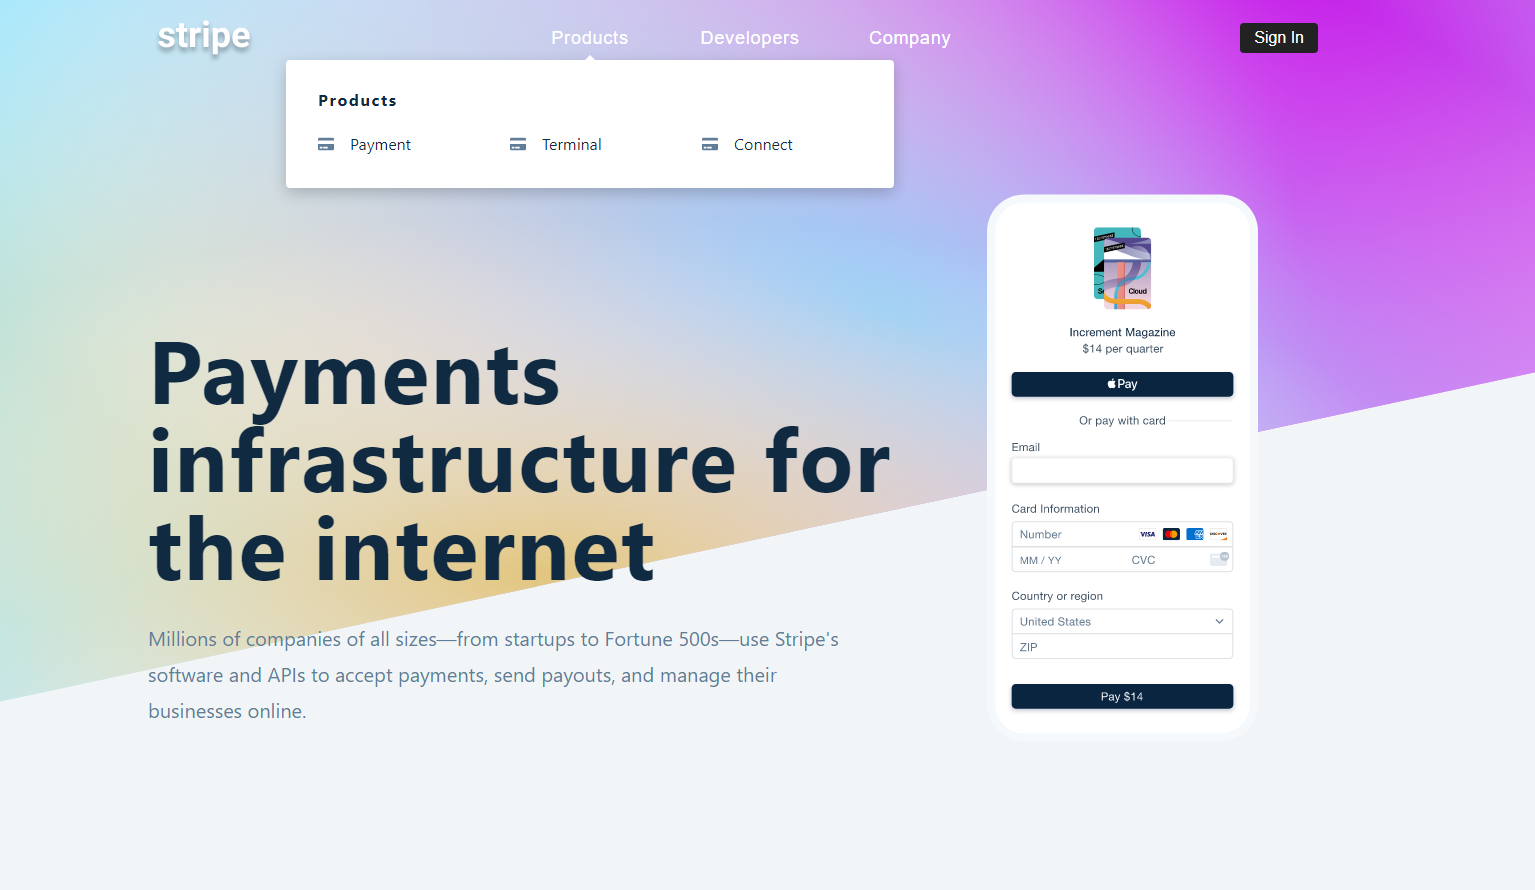 stripe
Products
Developers
Company
Sign In
Products
Payment
Terminal
Connect
Payments
infrastructure for
the internet
Millions of companies of all sizes—from startups to Fortune 500s—use Stripe's
software and APIs to accept payments, send payouts, and manage their
businesses online.
Cloud
Increment Magazine
$14 per quarter
Pay
Or pay with card
Email
Card Information
Number
VISA
DISCOVER
MM / YY
CVC
Country or region
United States
ZIP
Pay $14